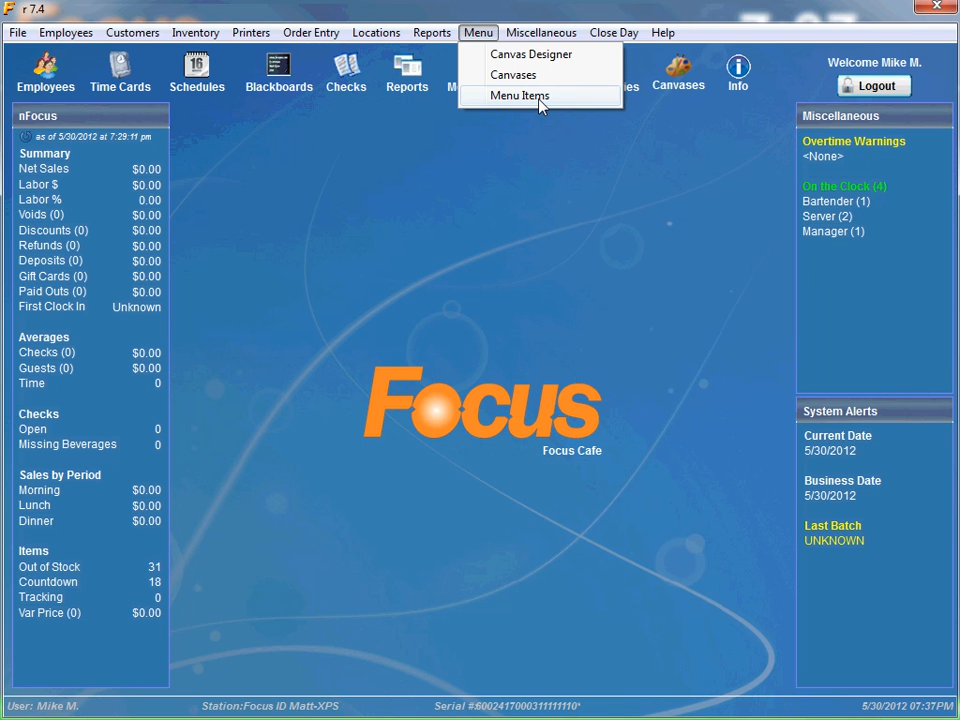 r 7.4
File Employees Customers Inventory Printers Order Entry Locations Reports Menu Miscellaneous Close Day Help
Canvas Designer
Canvases
Menu Items
Employees Time Cards Schedules Blackboards Checks Reports Canvases Info
Welcome Mike M.
Logout
nFocus
as of 5/30/2012 at 7:29:11 pm
Summary
Net Sales $0.00
Labor $ $0.00
Labor % 0.00
Voids (0) $0.00
Discounts (0) $0.00
Refunds (0) $0.00
Deposits (0) $0.00
Gift Cards (0) $0.00
Paid Outs (0) $0.00
First Clock In Unknown
Averages
Checks (0) $0.00
Guests (0) $0.00
Time 0
Checks
Open 0
Missing Beverages 0
Sales by Period
Morning $0.00
Lunch $0.00
Dinner $0.00
Items
Out of Stock 31
Countdown 18
Tracking 0
Var Price (0) $0.00
Focus
Focus Cafe
Miscellaneous
Overtime Warnings
<None>
On the Clock (4)
Bartender (1)
Server (2)
Manager (1)
System Alerts
Current Date
5/30/2012
Business Date
5/30/2012
Last Batch
UNKNOWN
User: Mike M. Station:Focus ID Matt-XPS Serial #:6002417000311111110* 5/30/2012 07:37PM